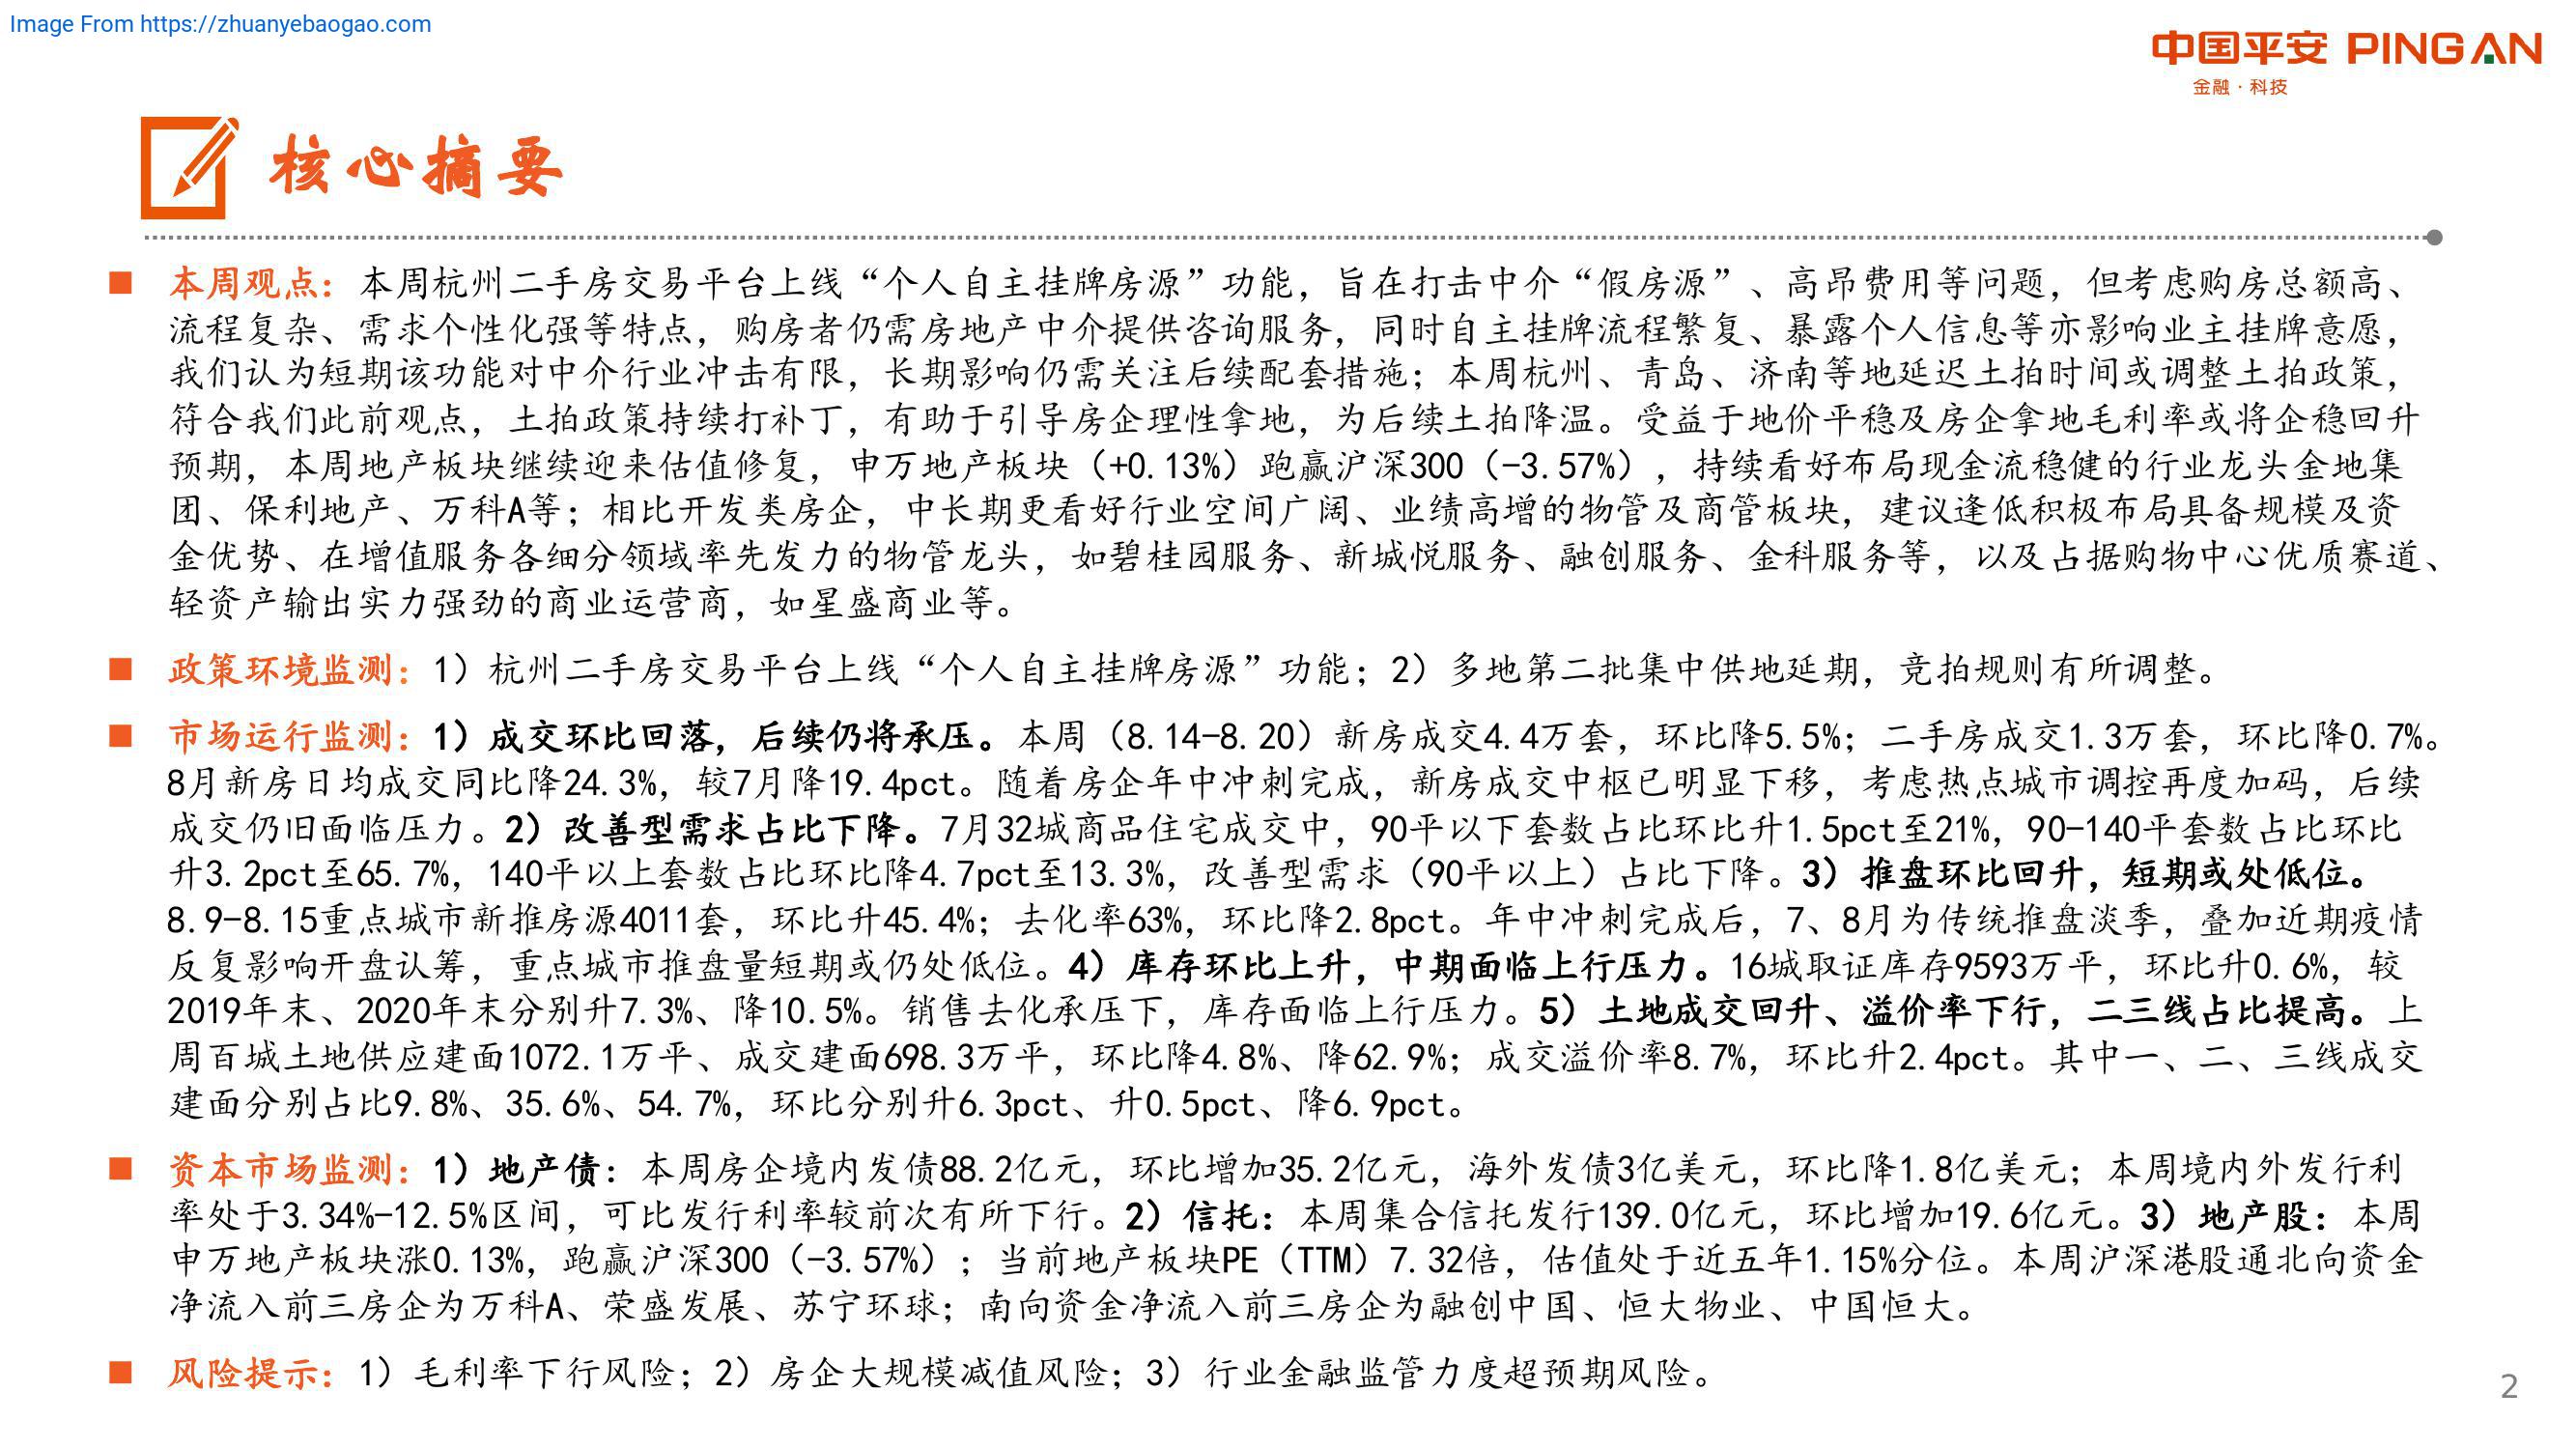 Image From https://zhuanyebaogao.com
中国平安 PING AN
金融·科技
核心摘要
本周观点：本周杭州二手房交易平台上线“个人自主挂牌房源”功能，旨在打击中介“假房源”、高昂费用等问题，但考虑购房总额高、
流程复杂、需求个性化强等特点，购房者仍需房地产中介提供咨询服务，同时自主挂牌流程繁复、暴露个人信息等亦影响业主挂牌意愿，
我们认为短期该功能对中介行业冲击有限，长期影响仍需关注后续配套措施；本周杭州、青岛、济南等地延迟土拍时间或调整土拍政策，
符合我们此前观点，土拍政策持续打补丁，有助于引导房企理性拿地，为后续土拍降温。受益于地价平稳及房企拿地毛利率或将企稳回升
预期，本周地产板块继续迎来估值修复，申万地产板块（+0.13%）跑赢沪深300（-3.57%），持续看好布局现金流稳健的行业龙头金地集
团、保利地产、万科A等；相比开发类房企，中长期更看好行业空间广阔、业绩高增的物管及商管板块，建议逢低积极布局具备规模及资
金优势、在增值服务各细分领域率先发力的物管龙头，如碧桂园服务、新城悦服务、融创服务、金科服务等，以及占据购物中心优质赛道、
轻资产输出实力强劲的商业运营商，如星盛商业等。
政策环境监测：1）杭州二手房交易平台上线“个人自主挂牌房源”功能；2）多地第二批集中供地延期，竞拍规则有所调整。
市场运行监测：1）成交环比回落，后续仍将承压。本周（8.14-8.20）新房成交4.4万套，环比降5.5%；二手房成交1.3万套，环比降0.7%。
8月新房日均成交同比降24.3%，较7月降19.4pct。随着房企年中冲刺完成，新房成交中枢已明显下移，考虑热点城市调控再度加码，后续
成交仍旧面临压力。2）改善型需求占比下降。7月32城商品住宅成交中，90平以下套数占比环比升1.5pct至21%，90-140平套数占比环比
升3.2pct至65.7%，140平以上套数占比环比降4.7pct至13.3%，改善型需求（90平以上）占比下降。3）推盘环比回升，短期或处低位。
8.9-8.15重点城市新推房源4011套，环比升45.4%；去化率63%，环比降2.8pct。年中冲刺完成后，7、8月为传统推盘淡季，叠加近期疫情
反复影响开盘认筹，重点城市推盘量短期或仍处低位。4）库存环比上升，中期面临上行压力。16城取证库存9593万平，环比升0.6%，较
2019年末、2020年末分别升7.3%、降10.5%。销售去化承压下，库存面临上行压力。5）土地成交回升、溢价率下行，二三线占比提高。上
周百城土地供应建面1072.1万平、成交建面698.3万平，环比降4.8%、降62.9%；成交溢价率8.7%，环比升2.4pct。其中一、二、三线成交
建面分别占比9.8%、35.6%、54.7%，环比分别升6.3pct、升0.5pct、降6.9pct。
资本市场监测：1）地产债：本周房企境内发债88.2亿元，环比增加35.2亿元，海外发债3亿美元，环比降1.8亿美元；本周境内外发行利
率处于3.34%-12.5%区间，可比发行利率较前次有所下行。2）信托：本周集合信托发行139.0亿元，环比增加19.6亿元。3）地产股：本周
申万地产板块涨0.13%，跑赢沪深300（-3.57%）；当前地产板块PE（TTM）7.32倍，估值处于近五年1.15%分位。本周沪深港股通北向资金
净流入前三房企为万科A、荣盛发展、苏宁环球；南向资金净流入前三房企为融创中国、恒大物业、中国恒大。
风险提示：1）毛利率下行风险；2）房企大规模减值风险；3）行业金融监管力度超预期风险。
2